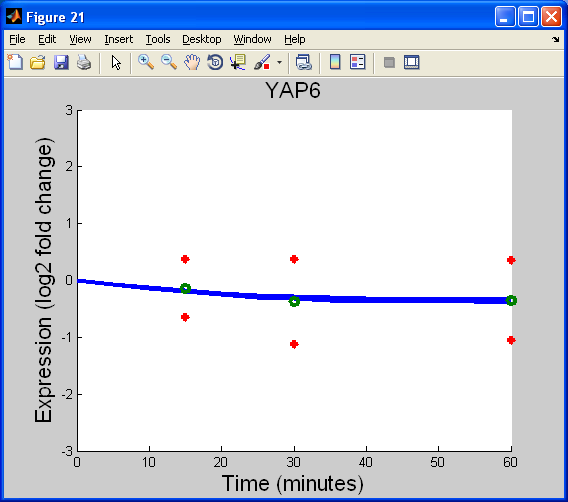 Figure 21
File Edit View Insert Tools Desktop Window Help
YAP6
3
2
1
0
-1
-2
-3
Expression (log2 fold change)
0 10 20 30 40 50 60
Time (minutes)